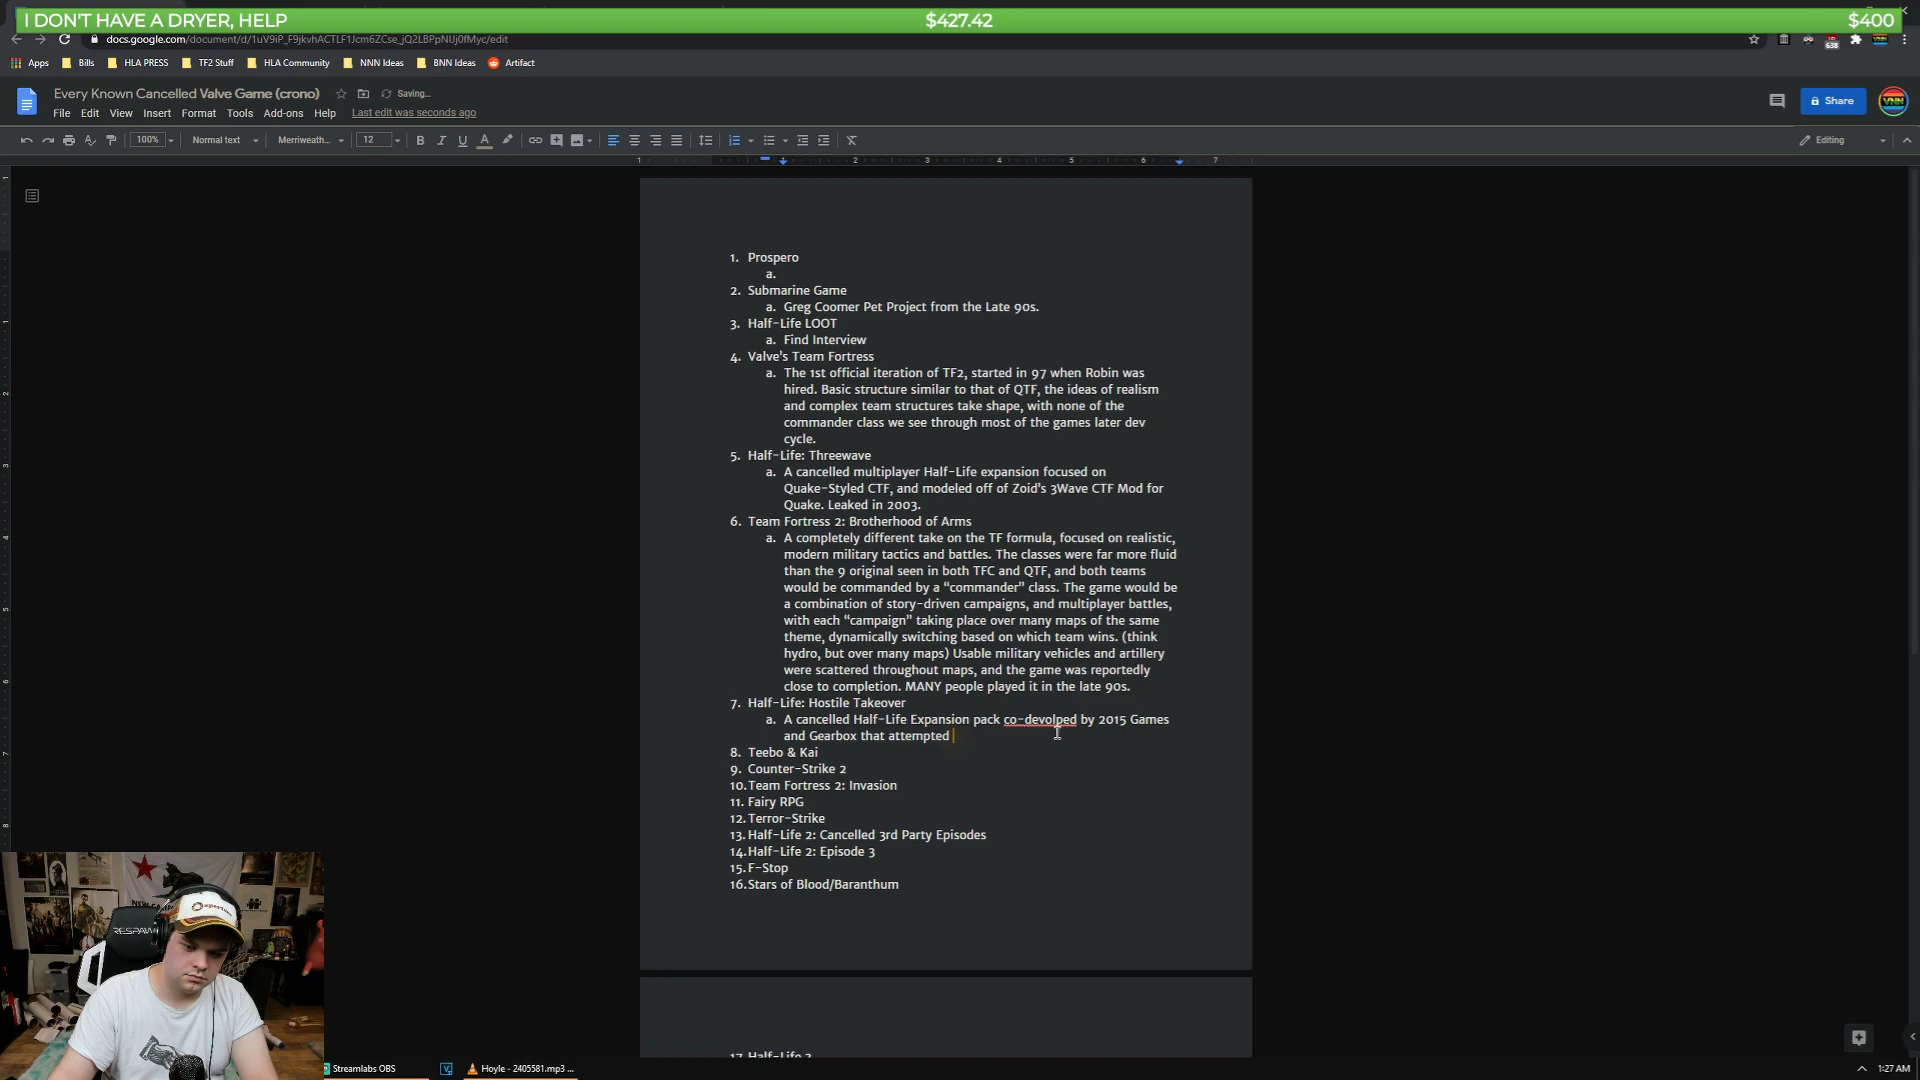 I DON'T HAVE A DRYER, HELP $427.42 $400
docs.google.com/document/d/1uV9iP_F9jkvhACTLF1Jcm6ZCse_jQ2LBPpNIJj0fMyc/edit
Apps Bills HLA PRESS TF2 Stuff HLA Community NNN Ideas BNN Ideas Artifact
Every Known Cancelled Valve Game (crono) Saving...
File Edit View Insert Format Tools Add-ons Help Last edit was seconds ago
Share
100% Normal text Merriweath... 12 Editing
1 1 2 3 4 5 6 7
1. Prospero
a.
2. Submarine Game
a. Greg Coomer Pet Project from the Late 90s.
3. Half-Life LOOT
a. Find Interview
4. Valve's Team Fortress
a. The 1st official iteration of TF2, started in 97 when Robin was
hired. Basic structure similar to that of QTF, the ideas of realism
and complex team structures take shape, with none of the
commander class we see through most of the games later dev
cycle.
5. Half-Life: Threewave
a. A cancelled multiplayer Half-Life expansion focused on
Quake-Styled CTF, and modeled off of Zoid's 3Wave CTF Mod for
Quake. Leaked in 2003.
6. Team Fortress 2: Brotherhood of Arms
a. A completely different take on the TF formula, focused on realistic,
modern military tactics and battles. The classes were far more fluid
than the 9 original seen in both TFC and QTF, and both teams
would be commanded by a “commander” class. The game would be
a combination of story-driven campaigns, and multiplayer battles,
with each “campaign” taking place over many maps of the same
theme, dynamically switching based on which team wins. (think
hydro, but over many maps) Usable military vehicles and artillery
were scattered throughout maps, and the game was reportedly
close to completion. MANY people played it in the late 90s.
7. Half-Life: Hostile Takeover
a. A cancelled Half-Life Expansion pack co-devolped by 2015 Games
and Gearbox that attempted
8. Teebo & Kai
9. Counter-Strike 2
10. Team Fortress 2: Invasion
11. Fairy RPG
12. Terror-Strike
13. Half-Life 2: Cancelled 3rd Party Episodes
14. Half-Life 2: Episode 3
15. F-Stop
16. Stars of Blood/Baranthum
RESPAWN
Streamlabs OBS Hoyle - 2405581.mp3 ... 1:27 AM